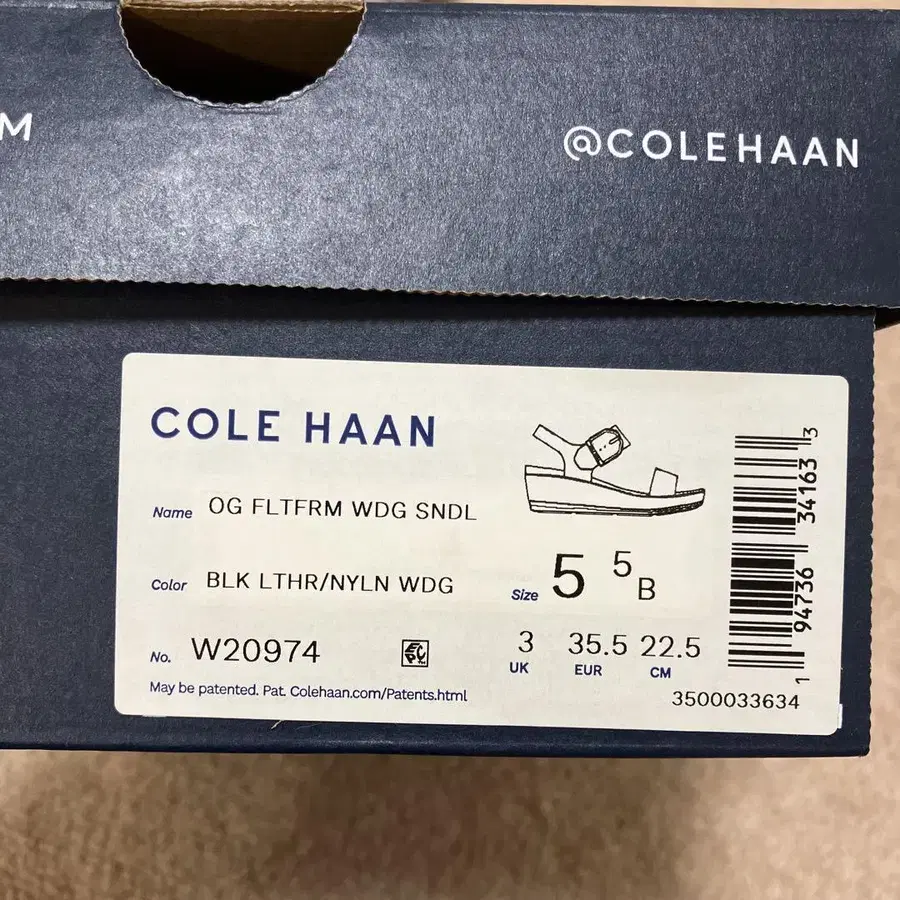 M
@COLEHAAN
COLE HAAN
Name OG FLTFRM WDG SNDL
Color BLK LTHR/NYLN WDG
Size 5 5 B
No. W20974
3 35.5 22.5
UK EUR CM
May be patented. Pat. Colehaan.com/Patents.html
3500033634
1 94736 34163 3